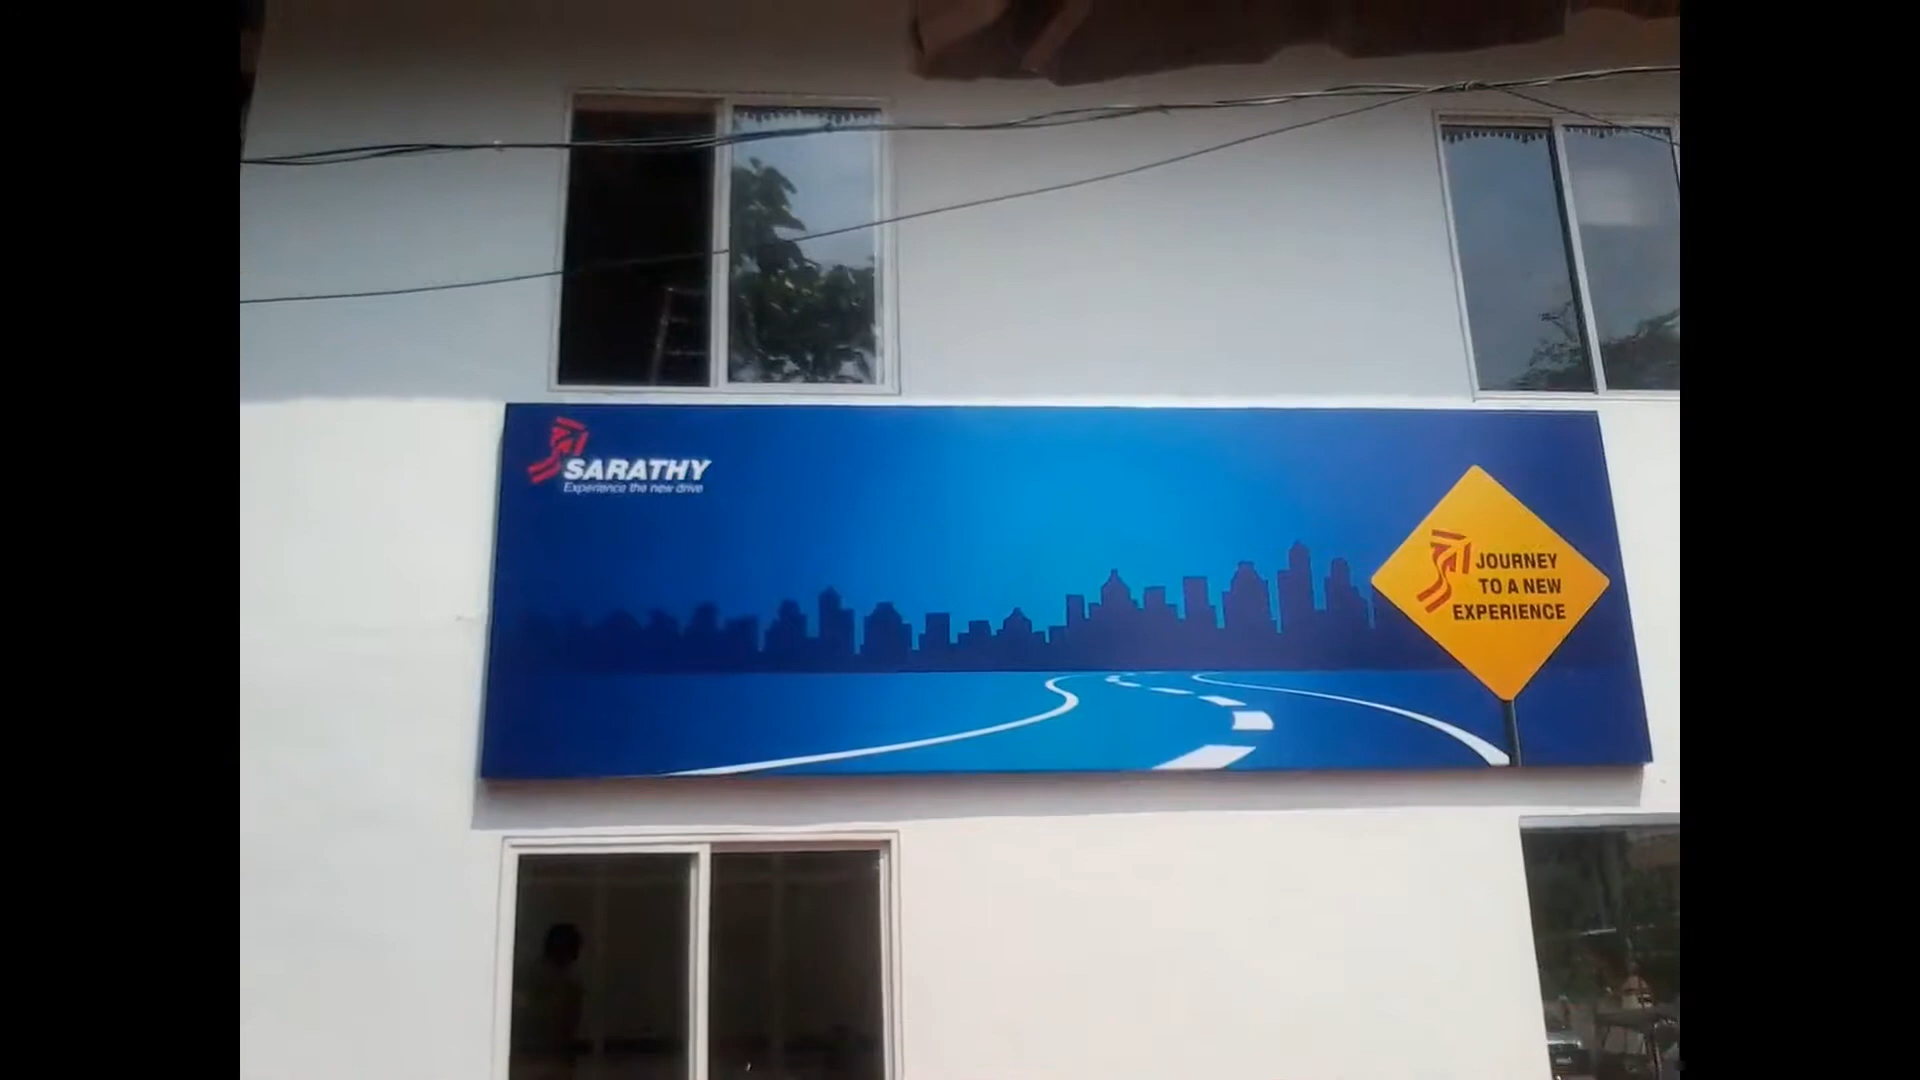 SARATHY
Experience the new drive
JOURNEY
TO A NEW
EXPERIENCE